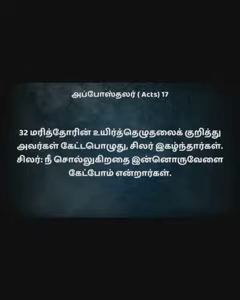 அப்போஸ்தலர் ( Acts) 17
32 மரித்தோரின் உயிர்த்தெழுதலைக் குறித்து
அவர்கள் கேட்டபொழுது, சிலர் இகழ்ந்தார்கள்.
சிலர்: நீ சொல்லுகிறதை இன்னொருவேளை
கேட்போம் என்றார்கள்.